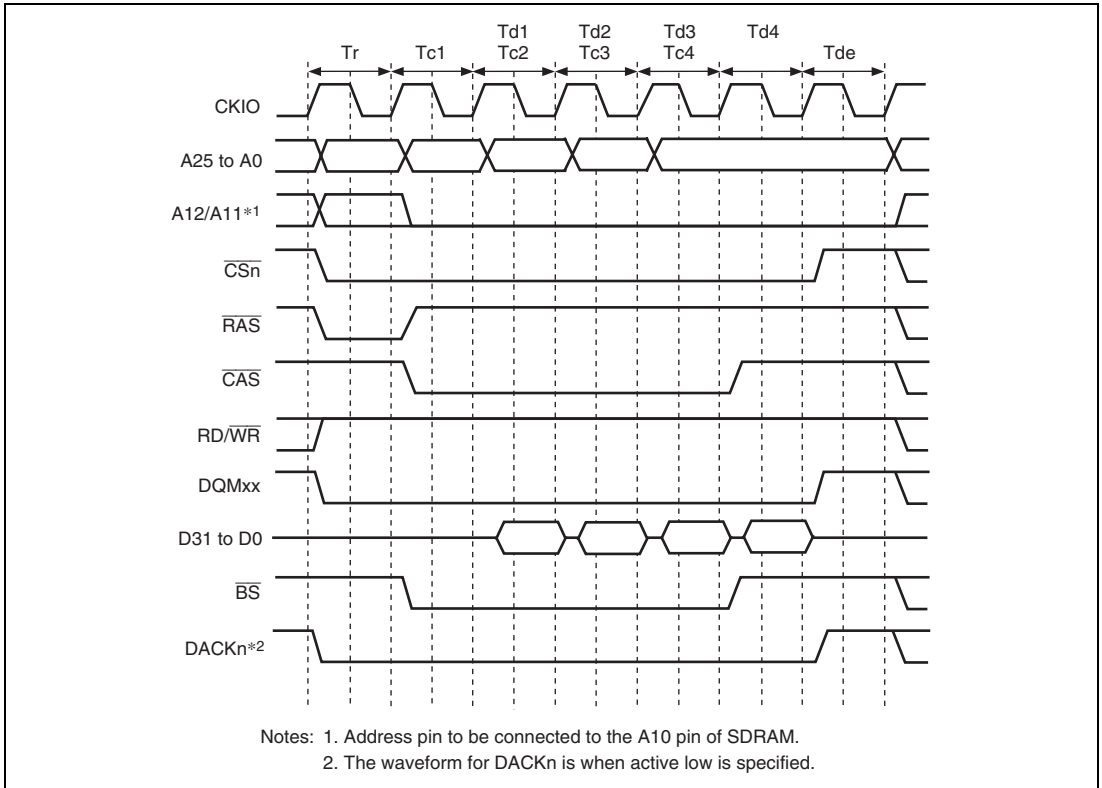 Td1 Td2 Td3 Td4
Tr Tc1 Tc2 Tc3 Tc4 Tde
CKIO
A25 to A0
A12/A11*1
CSn
RAS
CAS
RD/WR
DQMxx
D31 to D0
BS
DACKn*2
Notes: 1. Address pin to be connected to the A10 pin of SDRAM.
2. The waveform for DACKn is when active low is specified.